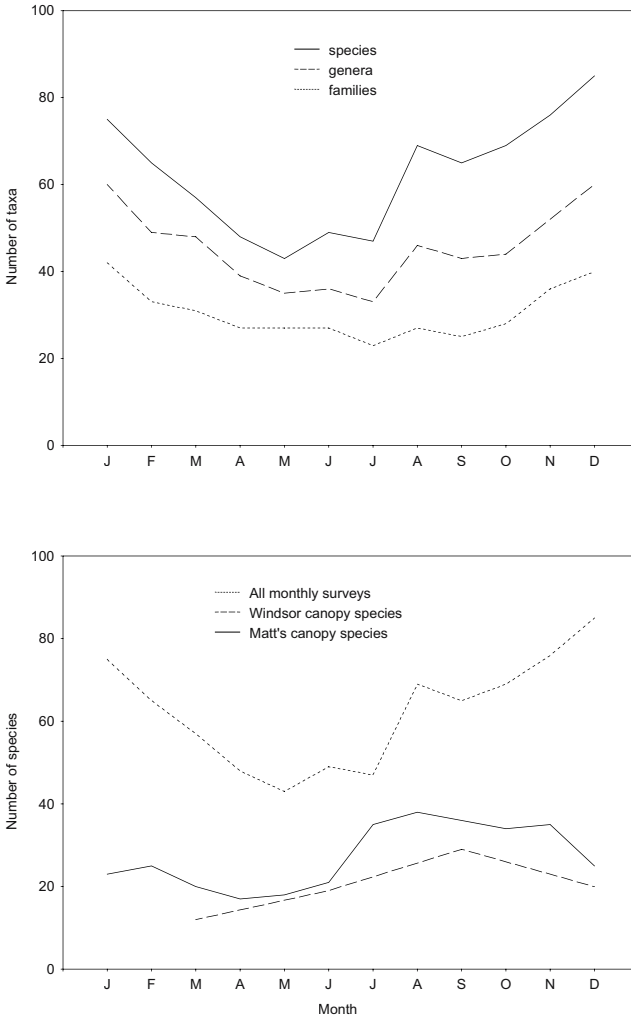 100
80
60
40
20
0
Number of taxa
species
genera
families
J F M A M J J A S O N D
100
80
60
40
20
0
Number of species
All monthly surveys
Windsor canopy species
Matt's canopy species
J F M A M J J A S O N D
Month